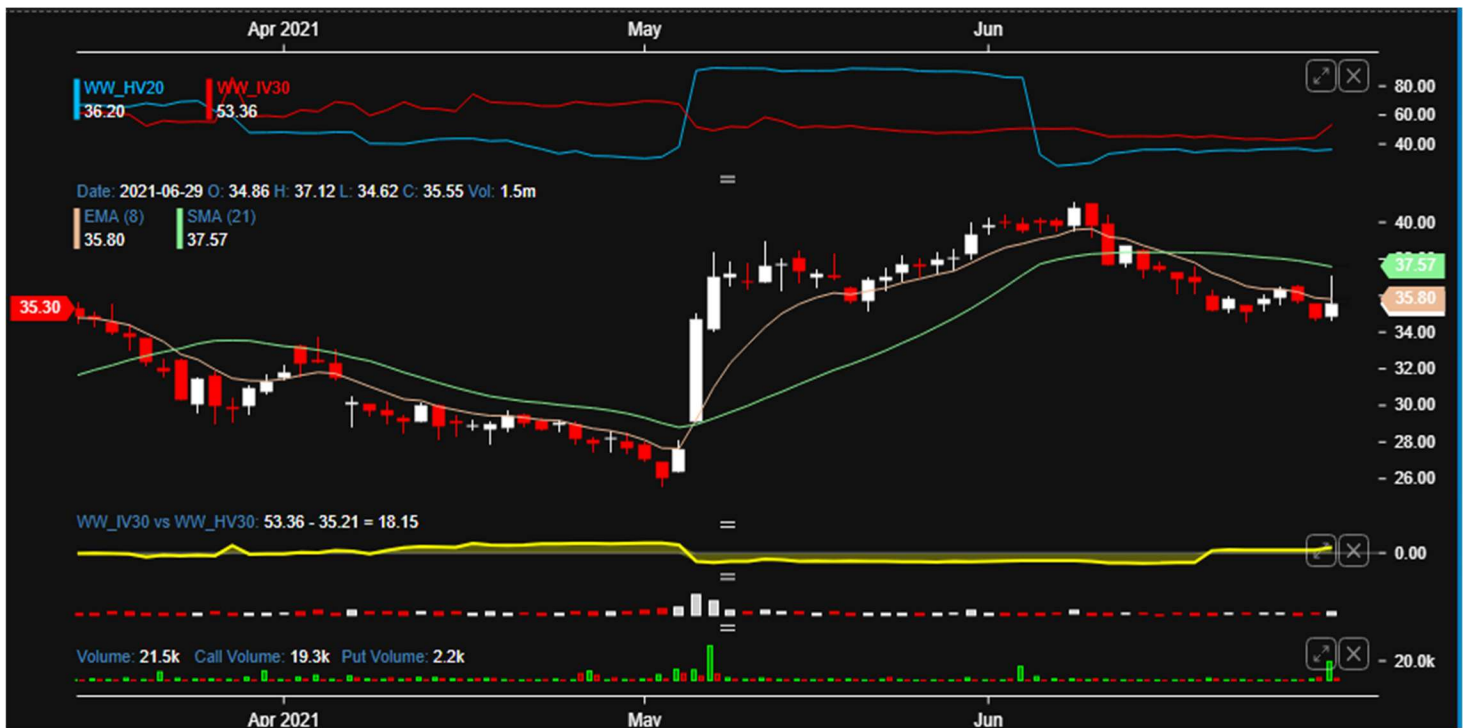 Apr 2021 May Jun
WW_HV20 WW_IV30
36.20 53.36
80.00
60.00
40.00
Date: 2021-06-29 O: 34.86 H: 37.12 L: 34.62 C: 35.55 Vol: 1.5m
EMA (8) SMA (21)
35.80 37.57
40.00
37.57
35.80
35.30
34.00
32.00
30.00
28.00
26.00
WW_IV30 vs WW_HV30: 53.36 - 35.21 = 18.15
0.00
Volume: 21.5k Call Volume: 19.3k Put Volume: 2.2k
20.0k
Apr 2021 May Jun